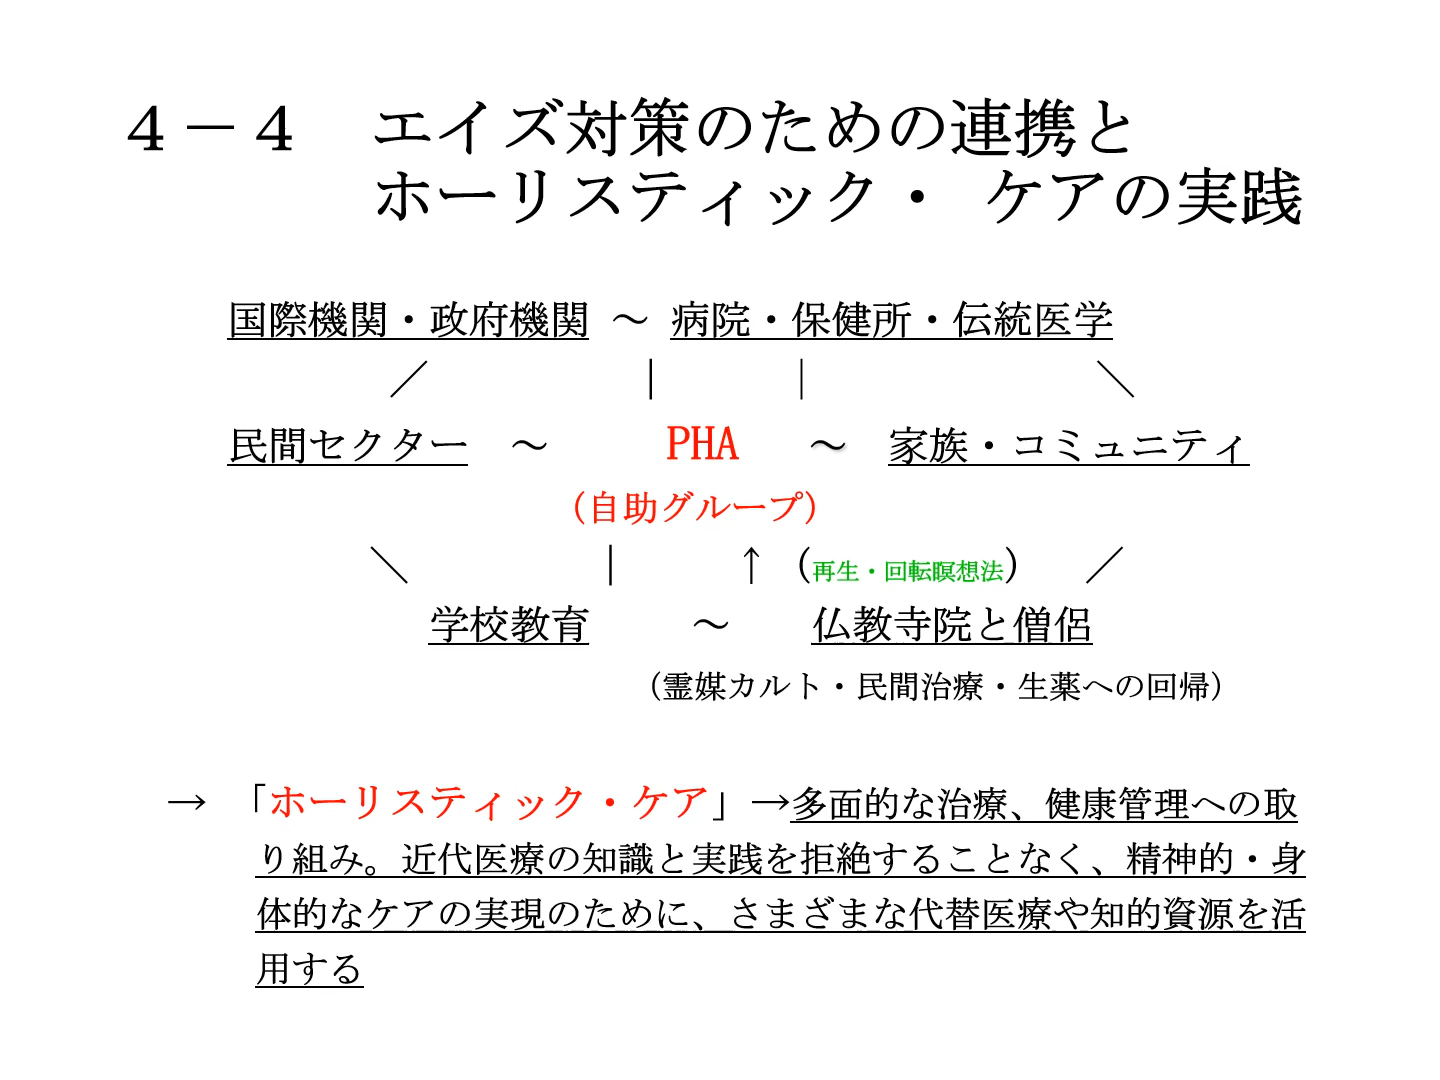 ４－４　エイズ対策のための連携と
ホーリスティック・ ケアの実践
国際機関・政府機関 ～ 病院・保健所・伝統医学
／ | | ＼
民間セクター ～ PHA ～ 家族・コミュニティ
（自助グループ）
＼ | ↑ （再生・回転瞑想法） ／
学校教育 ～ 仏教寺院と僧侶
（霊媒カルト・民間治療・生薬への回帰）
→ 「ホーリスティック・ケア」→多面的な治療、健康管理への取
り組み。近代医療の知識と実践を拒絶することなく、精神的・身
体的なケアの実現のために、さまざまな代替医療や知的資源を活
用する